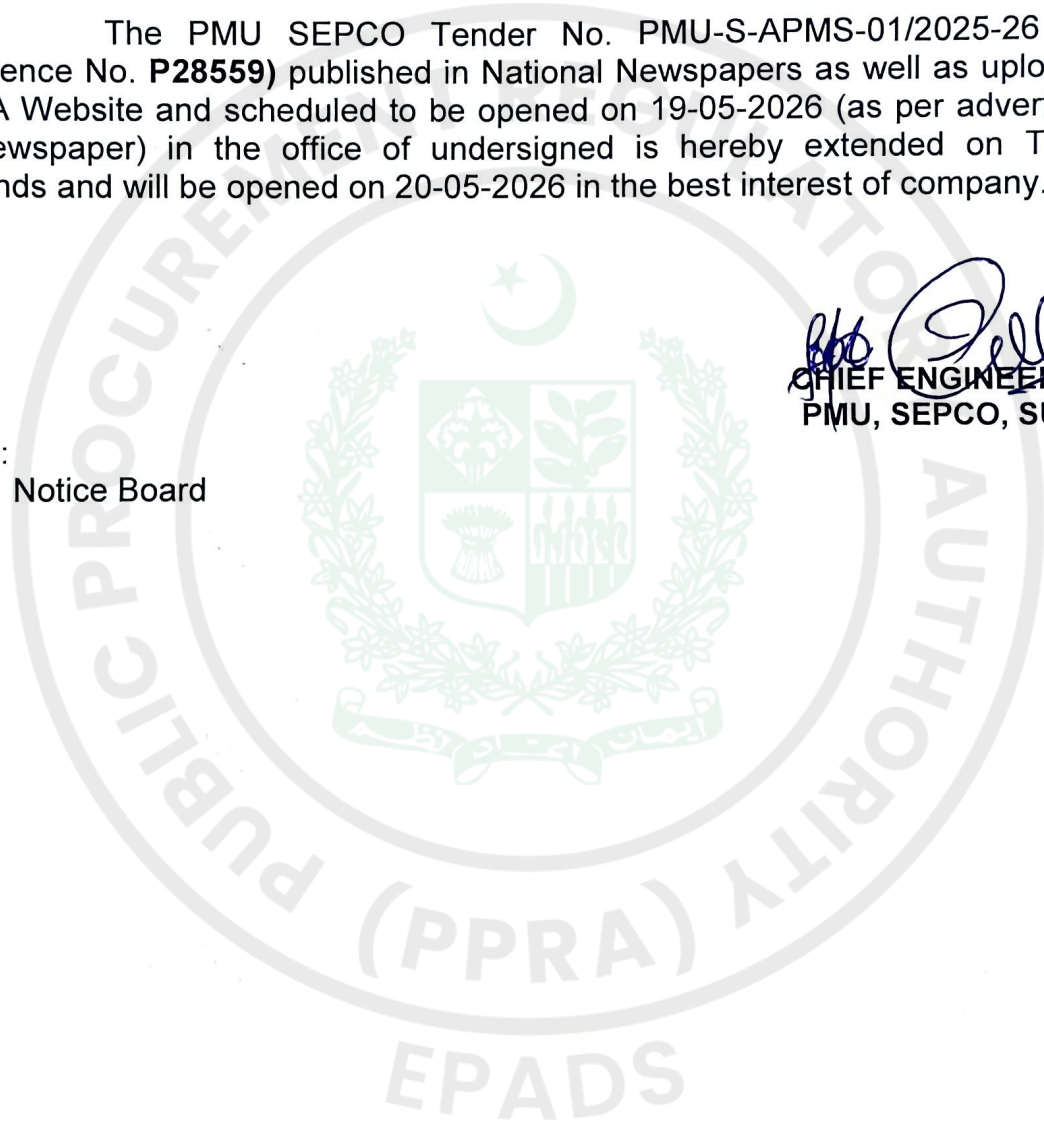 The PMU SEPCO Tender No. PMU-S-APMS-01/2025-26
ence No. P28559) published in National Newspapers as well as uplo
A Website and scheduled to be opened on 19-05-2026 (as per adver
ewspaper) in the office of undersigned is hereby extended on T
nds and will be opened on 20-05-2026 in the best interest of company.
CHIEF ENGINEE
PMU, SEPCO, SU
:
Notice Board
PUBLIC PROCUREMENT REGULATORY AUTHORITY
(PPRA)
EPADS